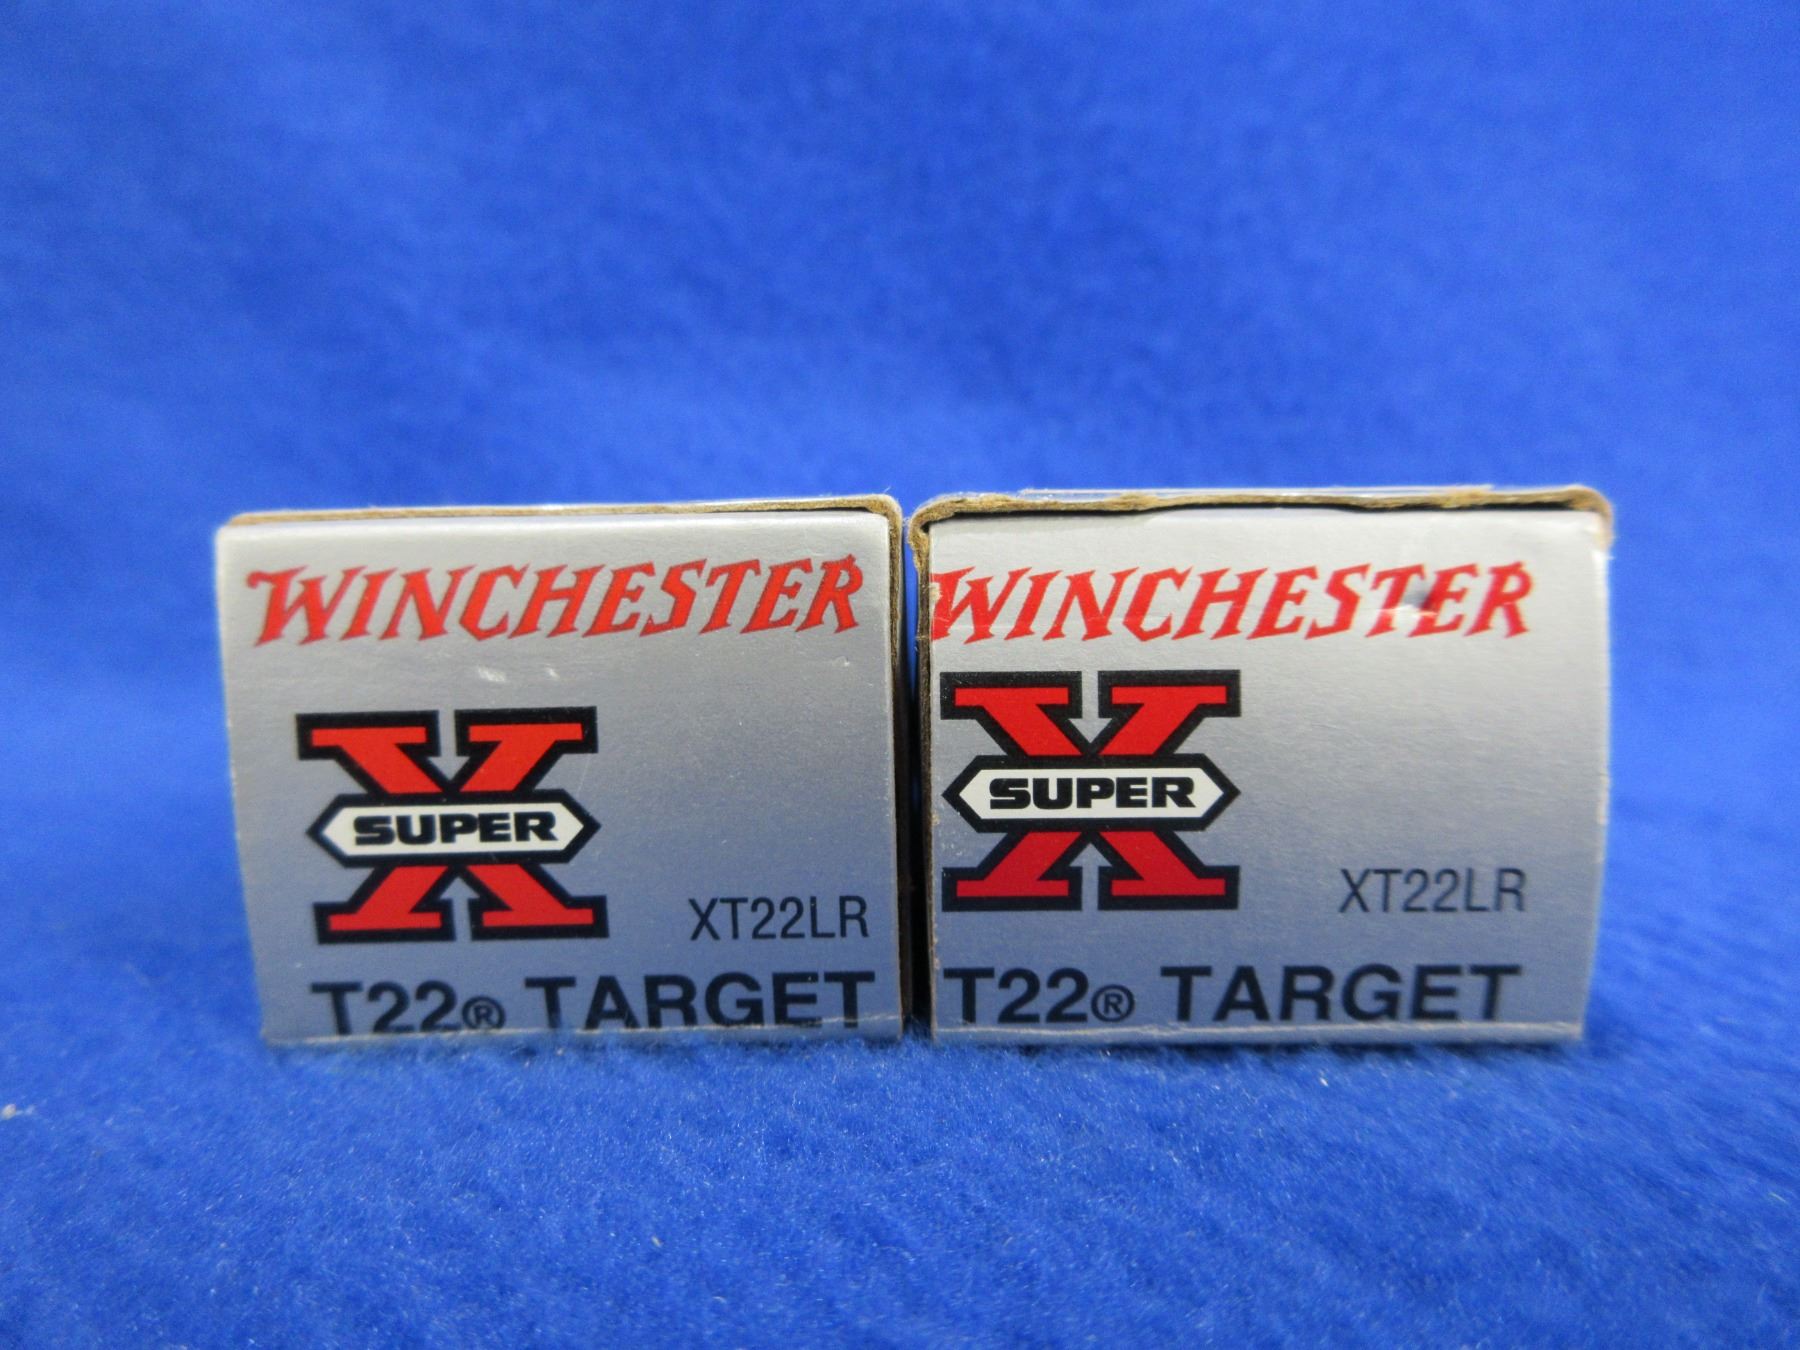 WINCHESTER
X
SUPER
XT22LR
T22® TARGET
WINCHESTER
X
SUPER
XT22LR
T22® TARGET